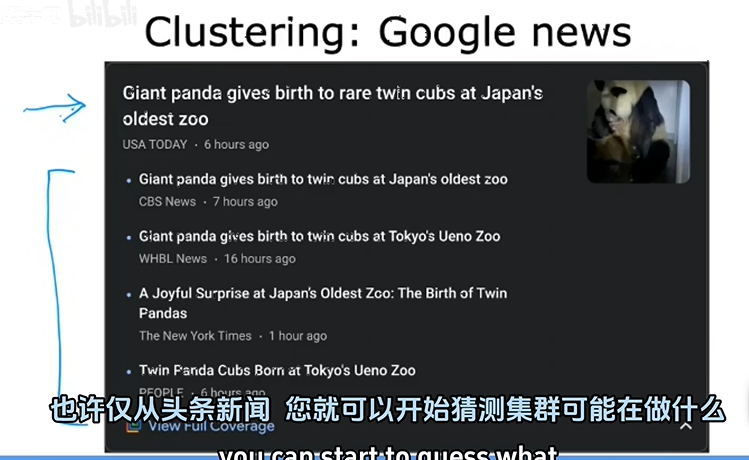 bilibili
Clustering: Google news
Giant panda gives birth to rare twin cubs at Japan's
oldest zoo
USA TODAY · 6 hours ago
• Giant panda gives birth to twin cubs at Japan's oldest zoo
CBS News · 7 hours ago
• Giant panda gives birth to twin cubs at Tokyo's Ueno Zoo
WHBL News · 16 hours ago
• A Joyful Surprise at Japan's Oldest Zoo: The Birth of Twin
Pandas
The New York Times · 1 hour ago
• Twin Panda Cubs Born at Tokyo's Ueno Zoo
PEOPLE · 6 hours ago
也许仅从头条新闻 您就可以开始猜测集群可能在做什么
View Full Coverage
you can start to guess what